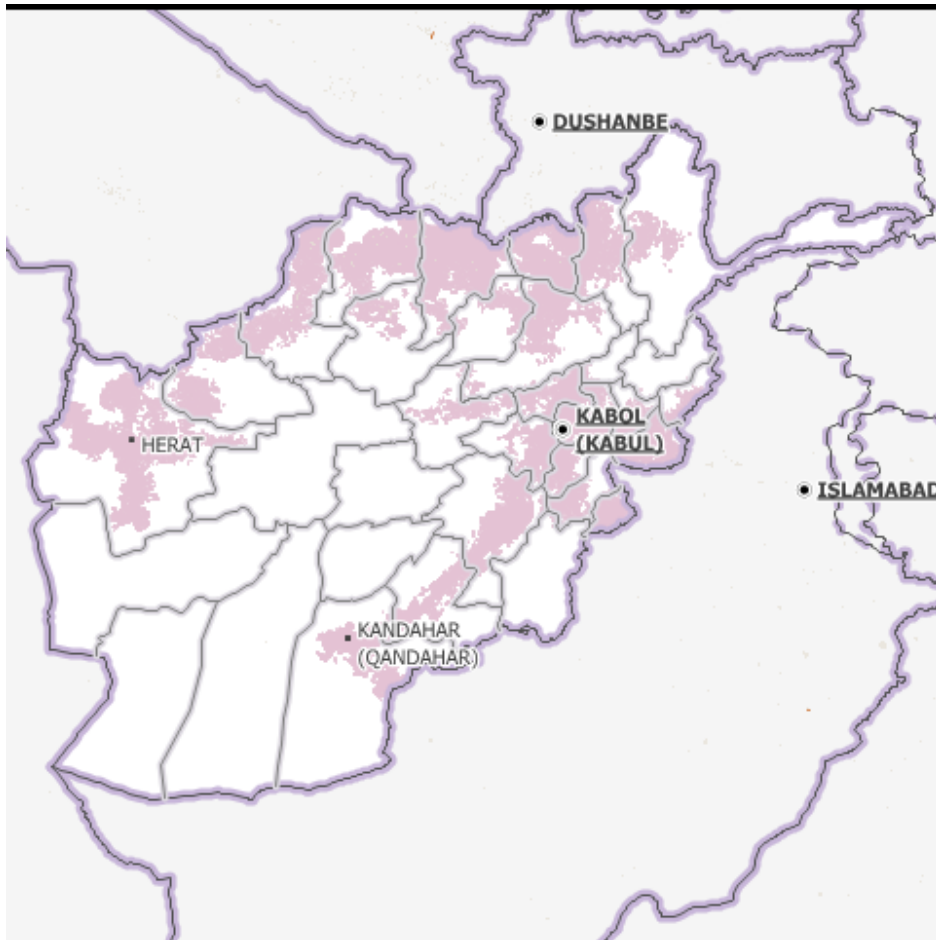 DUSHANBE
KABOL
(KABUL)
HERAT
ISLAMABAD
KANDAHAR
(QANDAHAR)